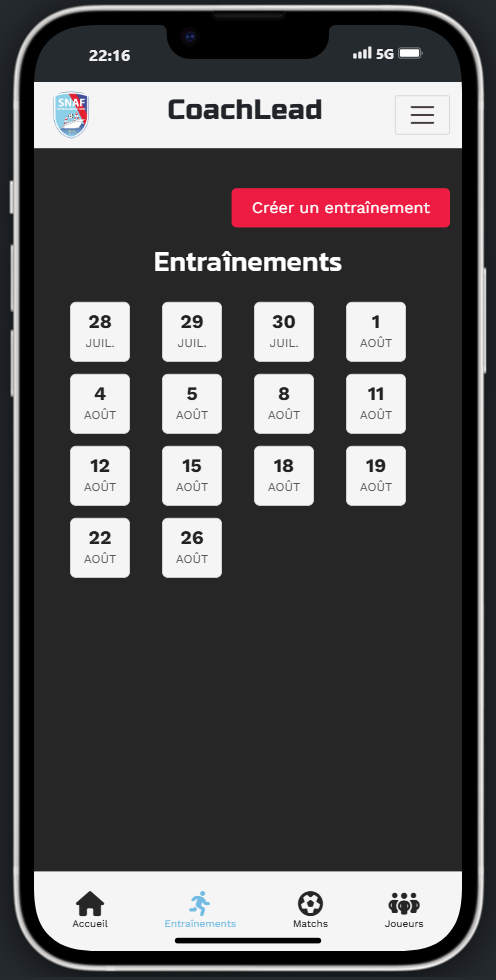 22:16
5G
SNAF
CoachLead
Créer un entraînement
Entraînements
28 29 30 1
JUIL. JUIL. JUIL. AOÛT
4 5 8 11
AOÛT AOÛT AOÛT AOÛT
12 15 18 19
AOÛT AOÛT AOÛT AOÛT
22 26
AOÛT AOÛT
Accueil Entraînements Matchs Joueurs